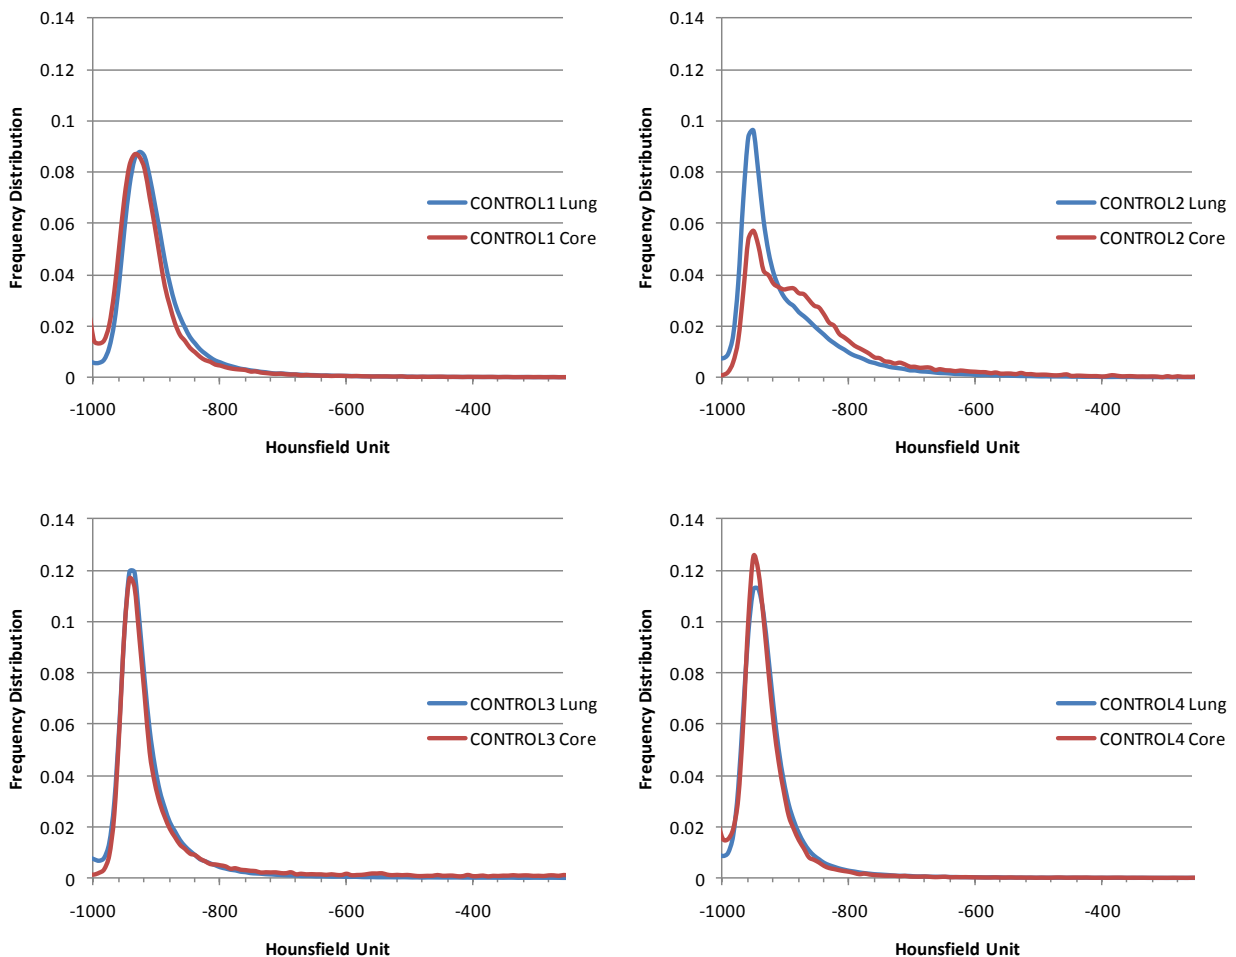 0.14
0.12
0.1
0.08
0.06
0.04
0.02
0
-1000 -800 -600 -400
Frequency Distribution
Hounsfield Unit
CONTROL1 Lung
CONTROL1 Core
0.14
0.12
0.1
0.08
0.06
0.04
0.02
0
-1000 -800 -600 -400
Frequency Distribution
Hounsfield Unit
CONTROL2 Lung
CONTROL2 Core
0.14
0.12
0.1
0.08
0.06
0.04
0.02
0
-1000 -800 -600 -400
Frequency Distribution
Hounsfield Unit
CONTROL3 Lung
CONTROL3 Core
0.14
0.12
0.1
0.08
0.06
0.04
0.02
0
-1000 -800 -600 -400
Frequency Distribution
Hounsfield Unit
CONTROL4 Lung
CONTROL4 Core